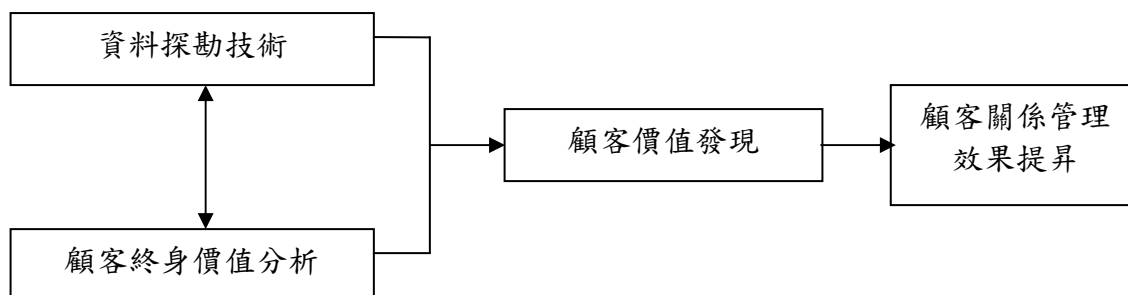 資料探勘技術
顧客終身價值分析
顧客價值發現
顧客關係管理
效果提昇